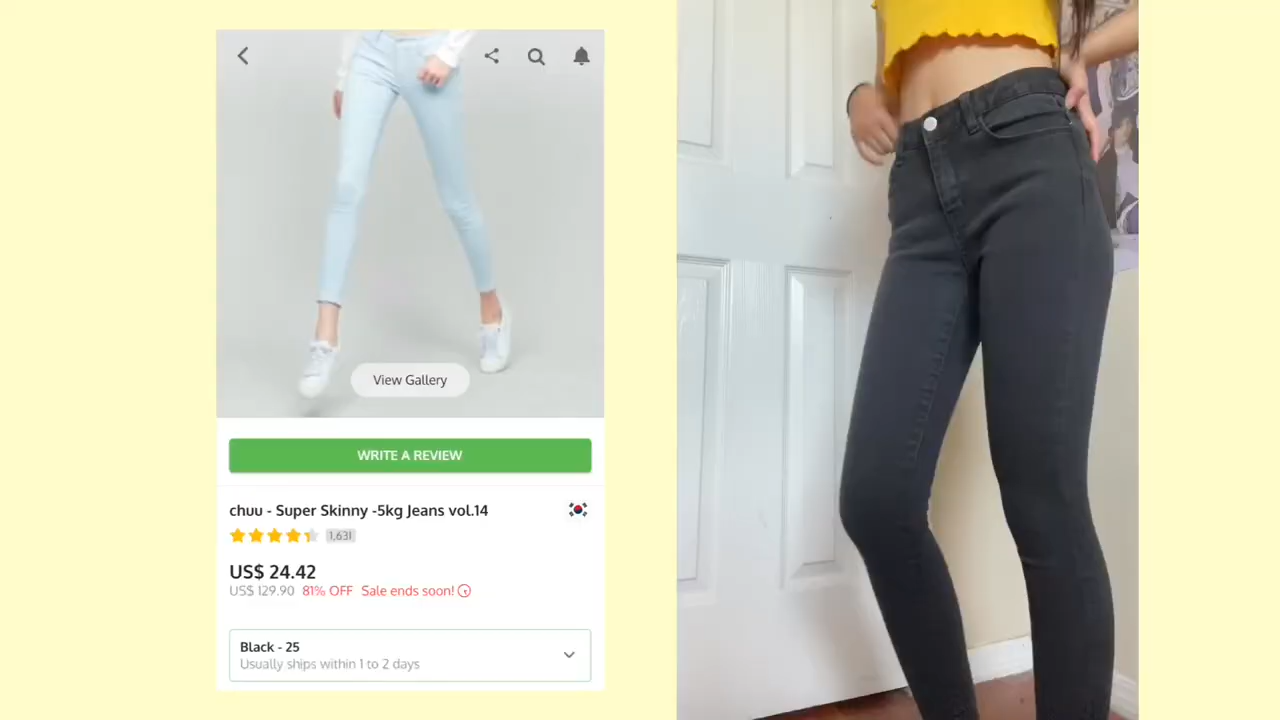 View Gallery
WRITE A REVIEW
chuu - Super Skinny -5kg Jeans vol.14
1,631
US$ 24.42
US$ 129.90 81% OFF Sale ends soon!
Black - 25
Usually ships within 1 to 2 days